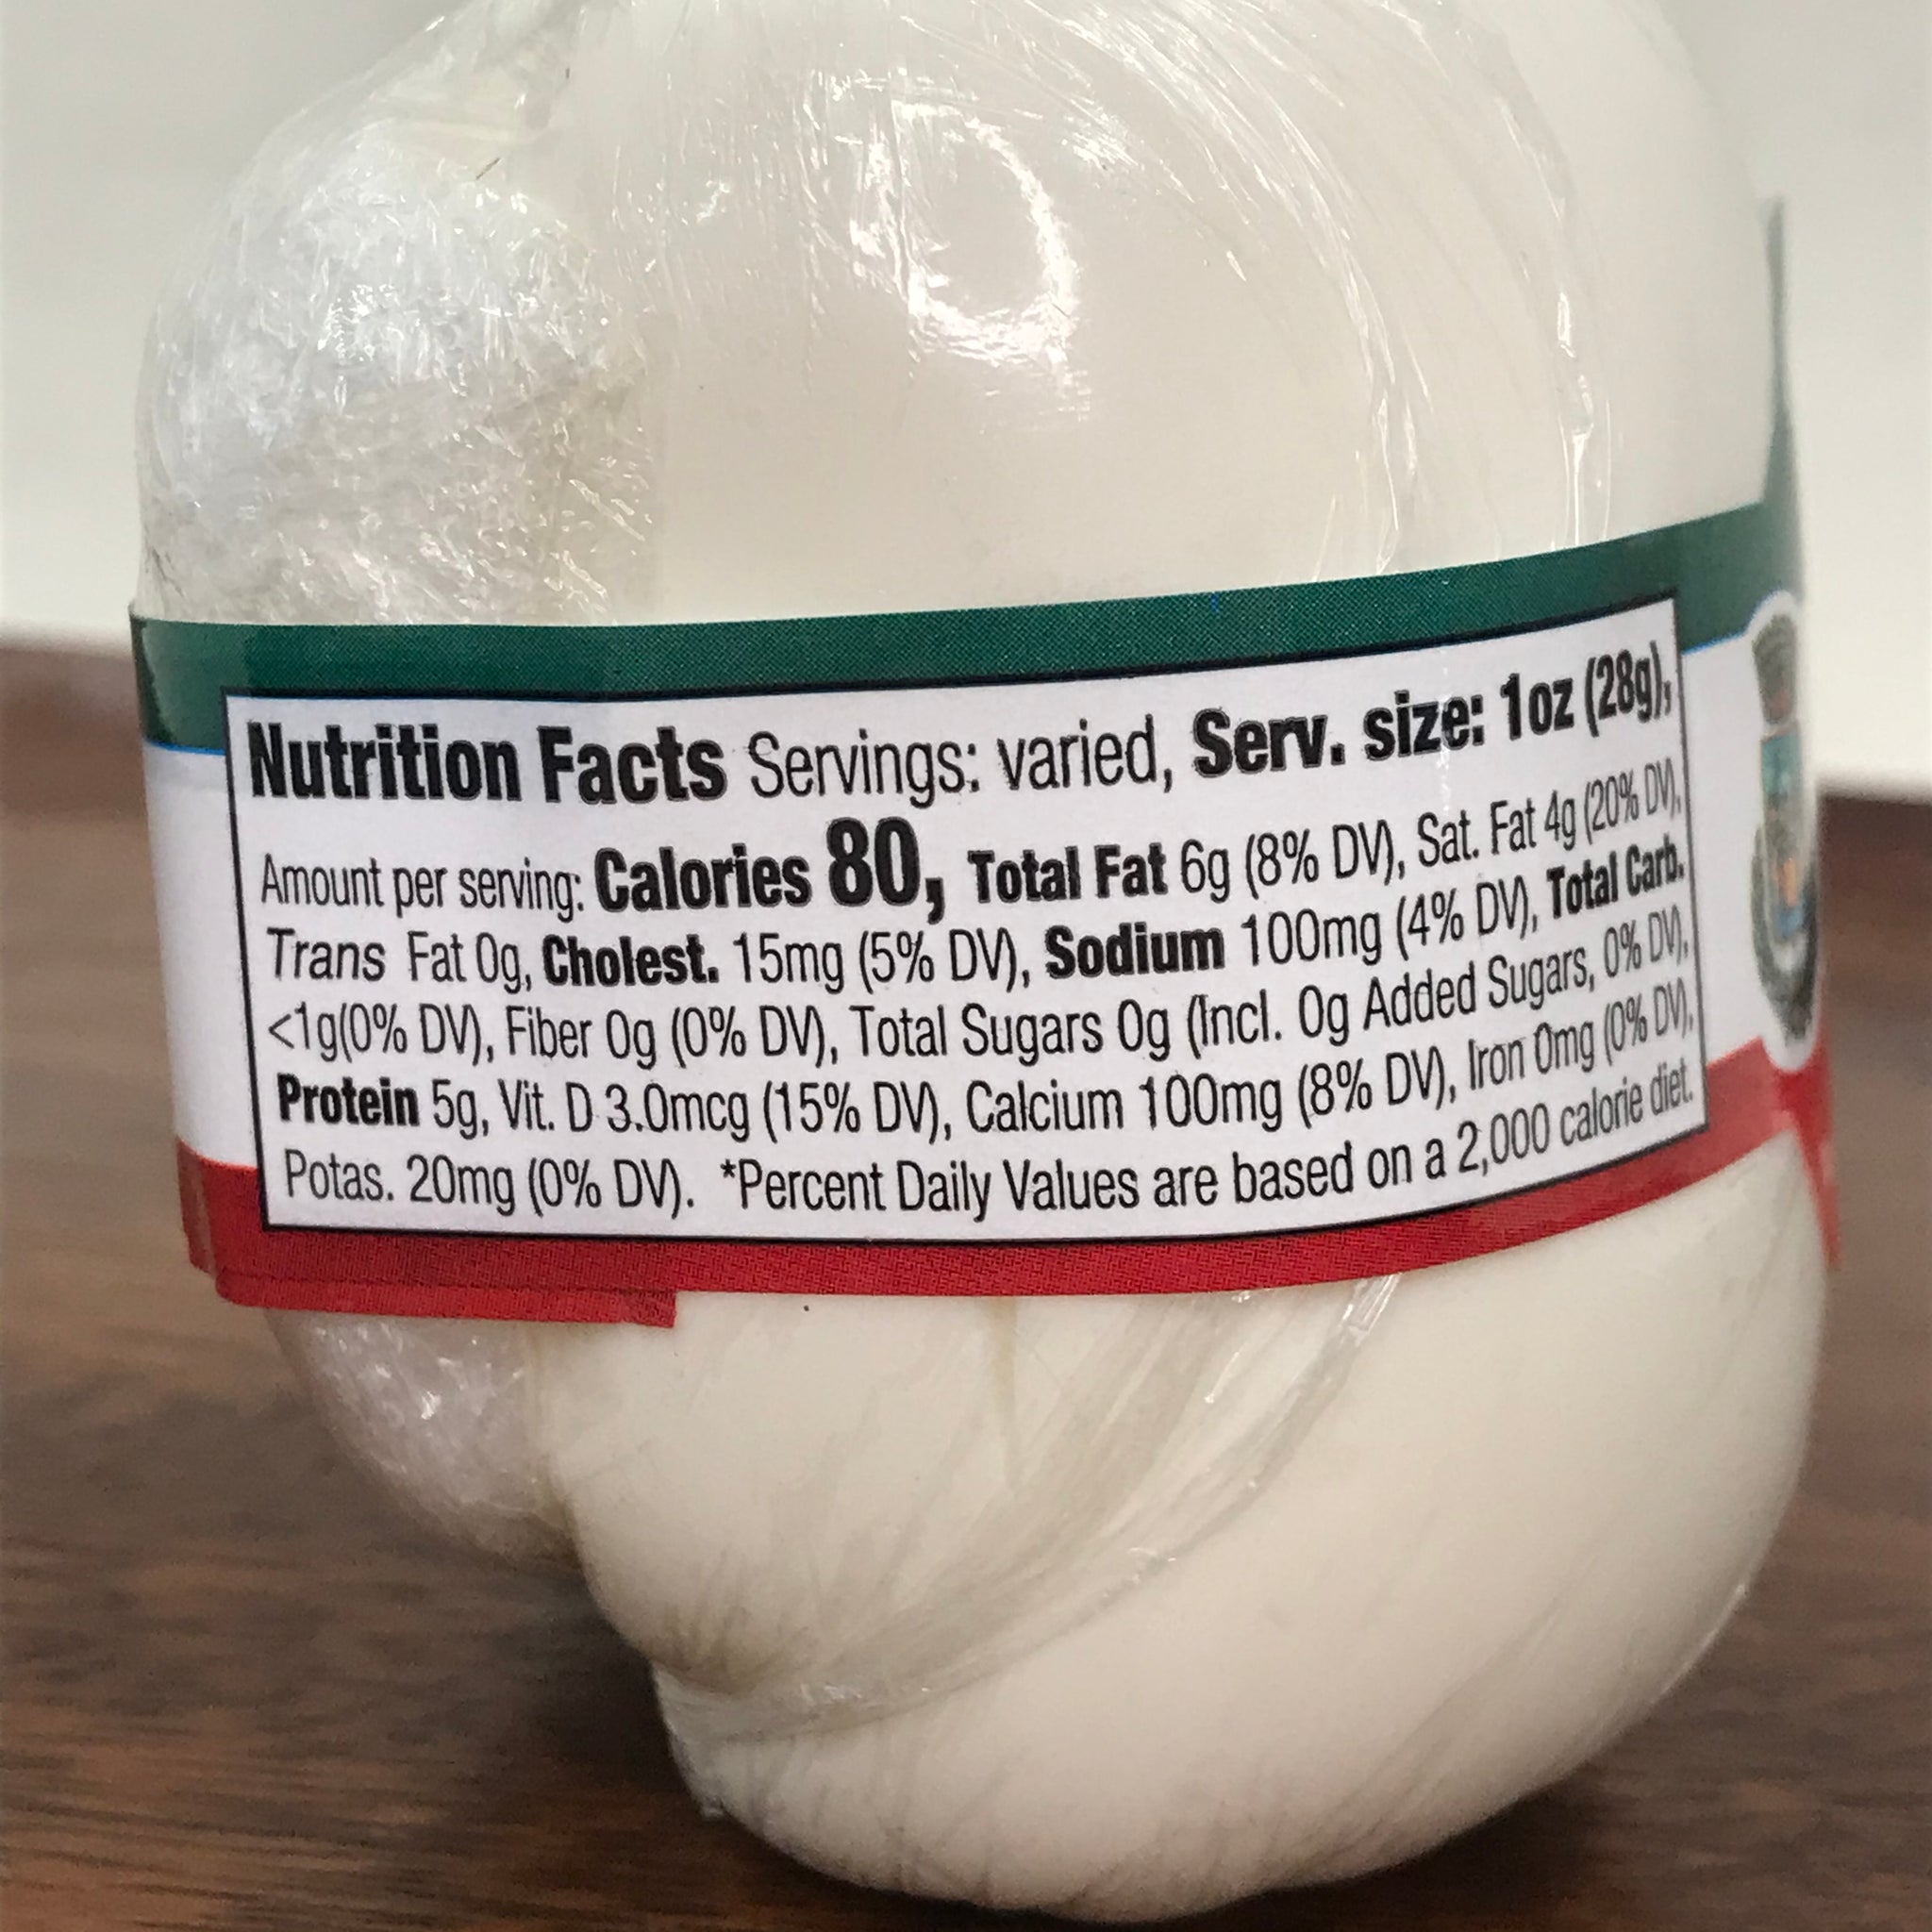 Nutrition Facts Servings: varied, Serv. size: 1oz (28g),
Amount per serving: Calories 80, Total Fat 6g (8% DV), Sat. Fat 4g (20% DV),
Trans Fat 0g, Cholest. 15mg (5% DV), Sodium 100mg (4% DV), Total Carb.
<1g(0% DV), Fiber 0g (0% DV), Total Sugars 0g (Incl. 0g Added Sugars, 0% DV),
Protein 5g, Vit. D 3.0mcg (15% DV), Calcium 100mg (8% DV), Iron 0mg (0% DV),
Potas. 20mg (0% DV). *Percent Daily Values are based on a 2,000 calorie diet.